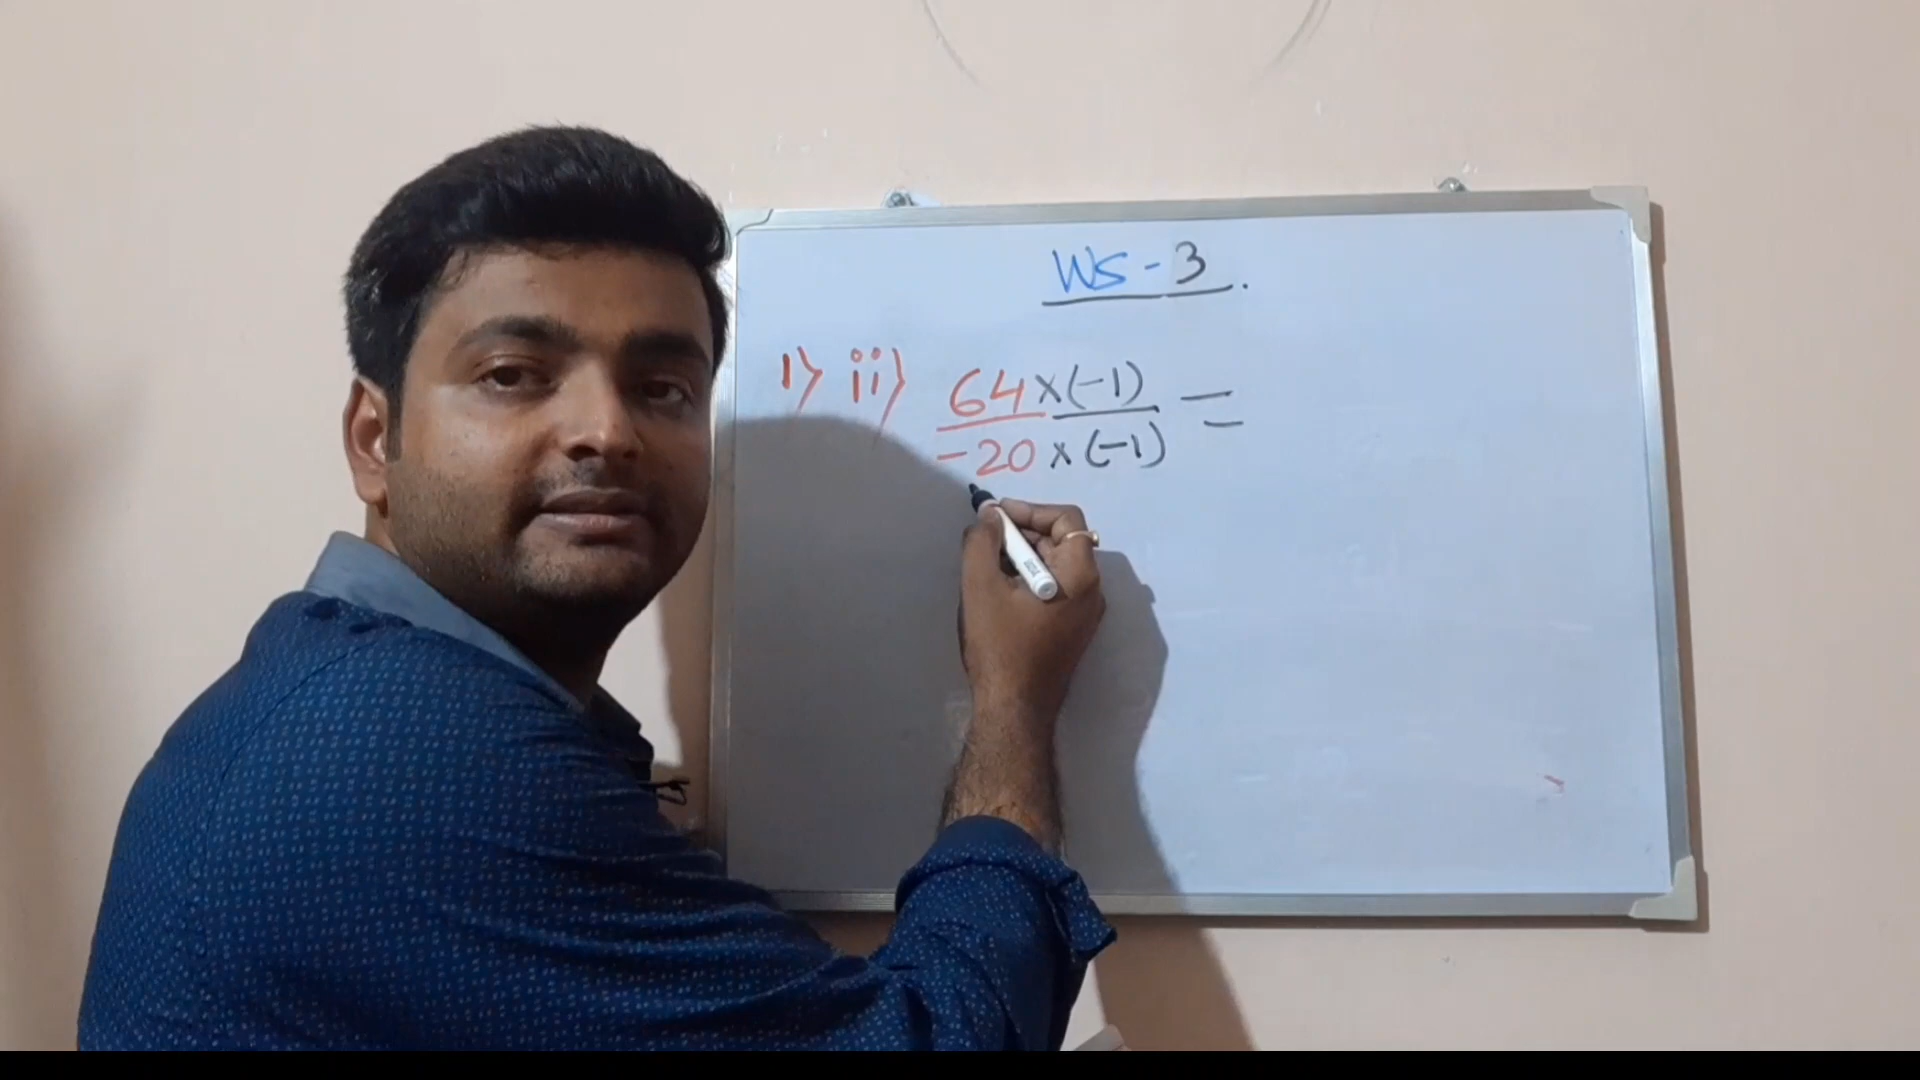 WS - 3.
1) ii) 64 × (-1) =
-20 × (-1)